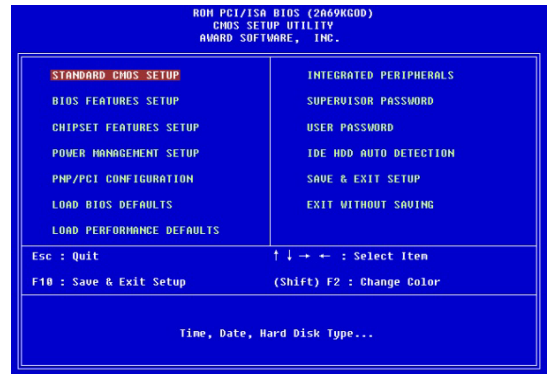 ROM PCI/ISA BIOS (2A69KG0D)
CMOS SETUP UTILITY
AWARD SOFTWARE, INC.
STANDARD CMOS SETUP
BIOS FEATURES SETUP
CHIPSET FEATURES SETUP
POWER MANAGEMENT SETUP
PNP/PCI CONFIGURATION
LOAD BIOS DEFAULTS
LOAD PERFORMANCE DEFAULTS
INTEGRATED PERIPHERALS
SUPERVISOR PASSWORD
USER PASSWORD
IDE HDD AUTO DETECTION
SAVE & EXIT SETUP
EXIT WITHOUT SAVING
Esc : Quit
F10 : Save & Exit Setup
↑ ↓ → ← : Select Item
(Shift) F2 : Change Color
Time, Date, Hard Disk Type...